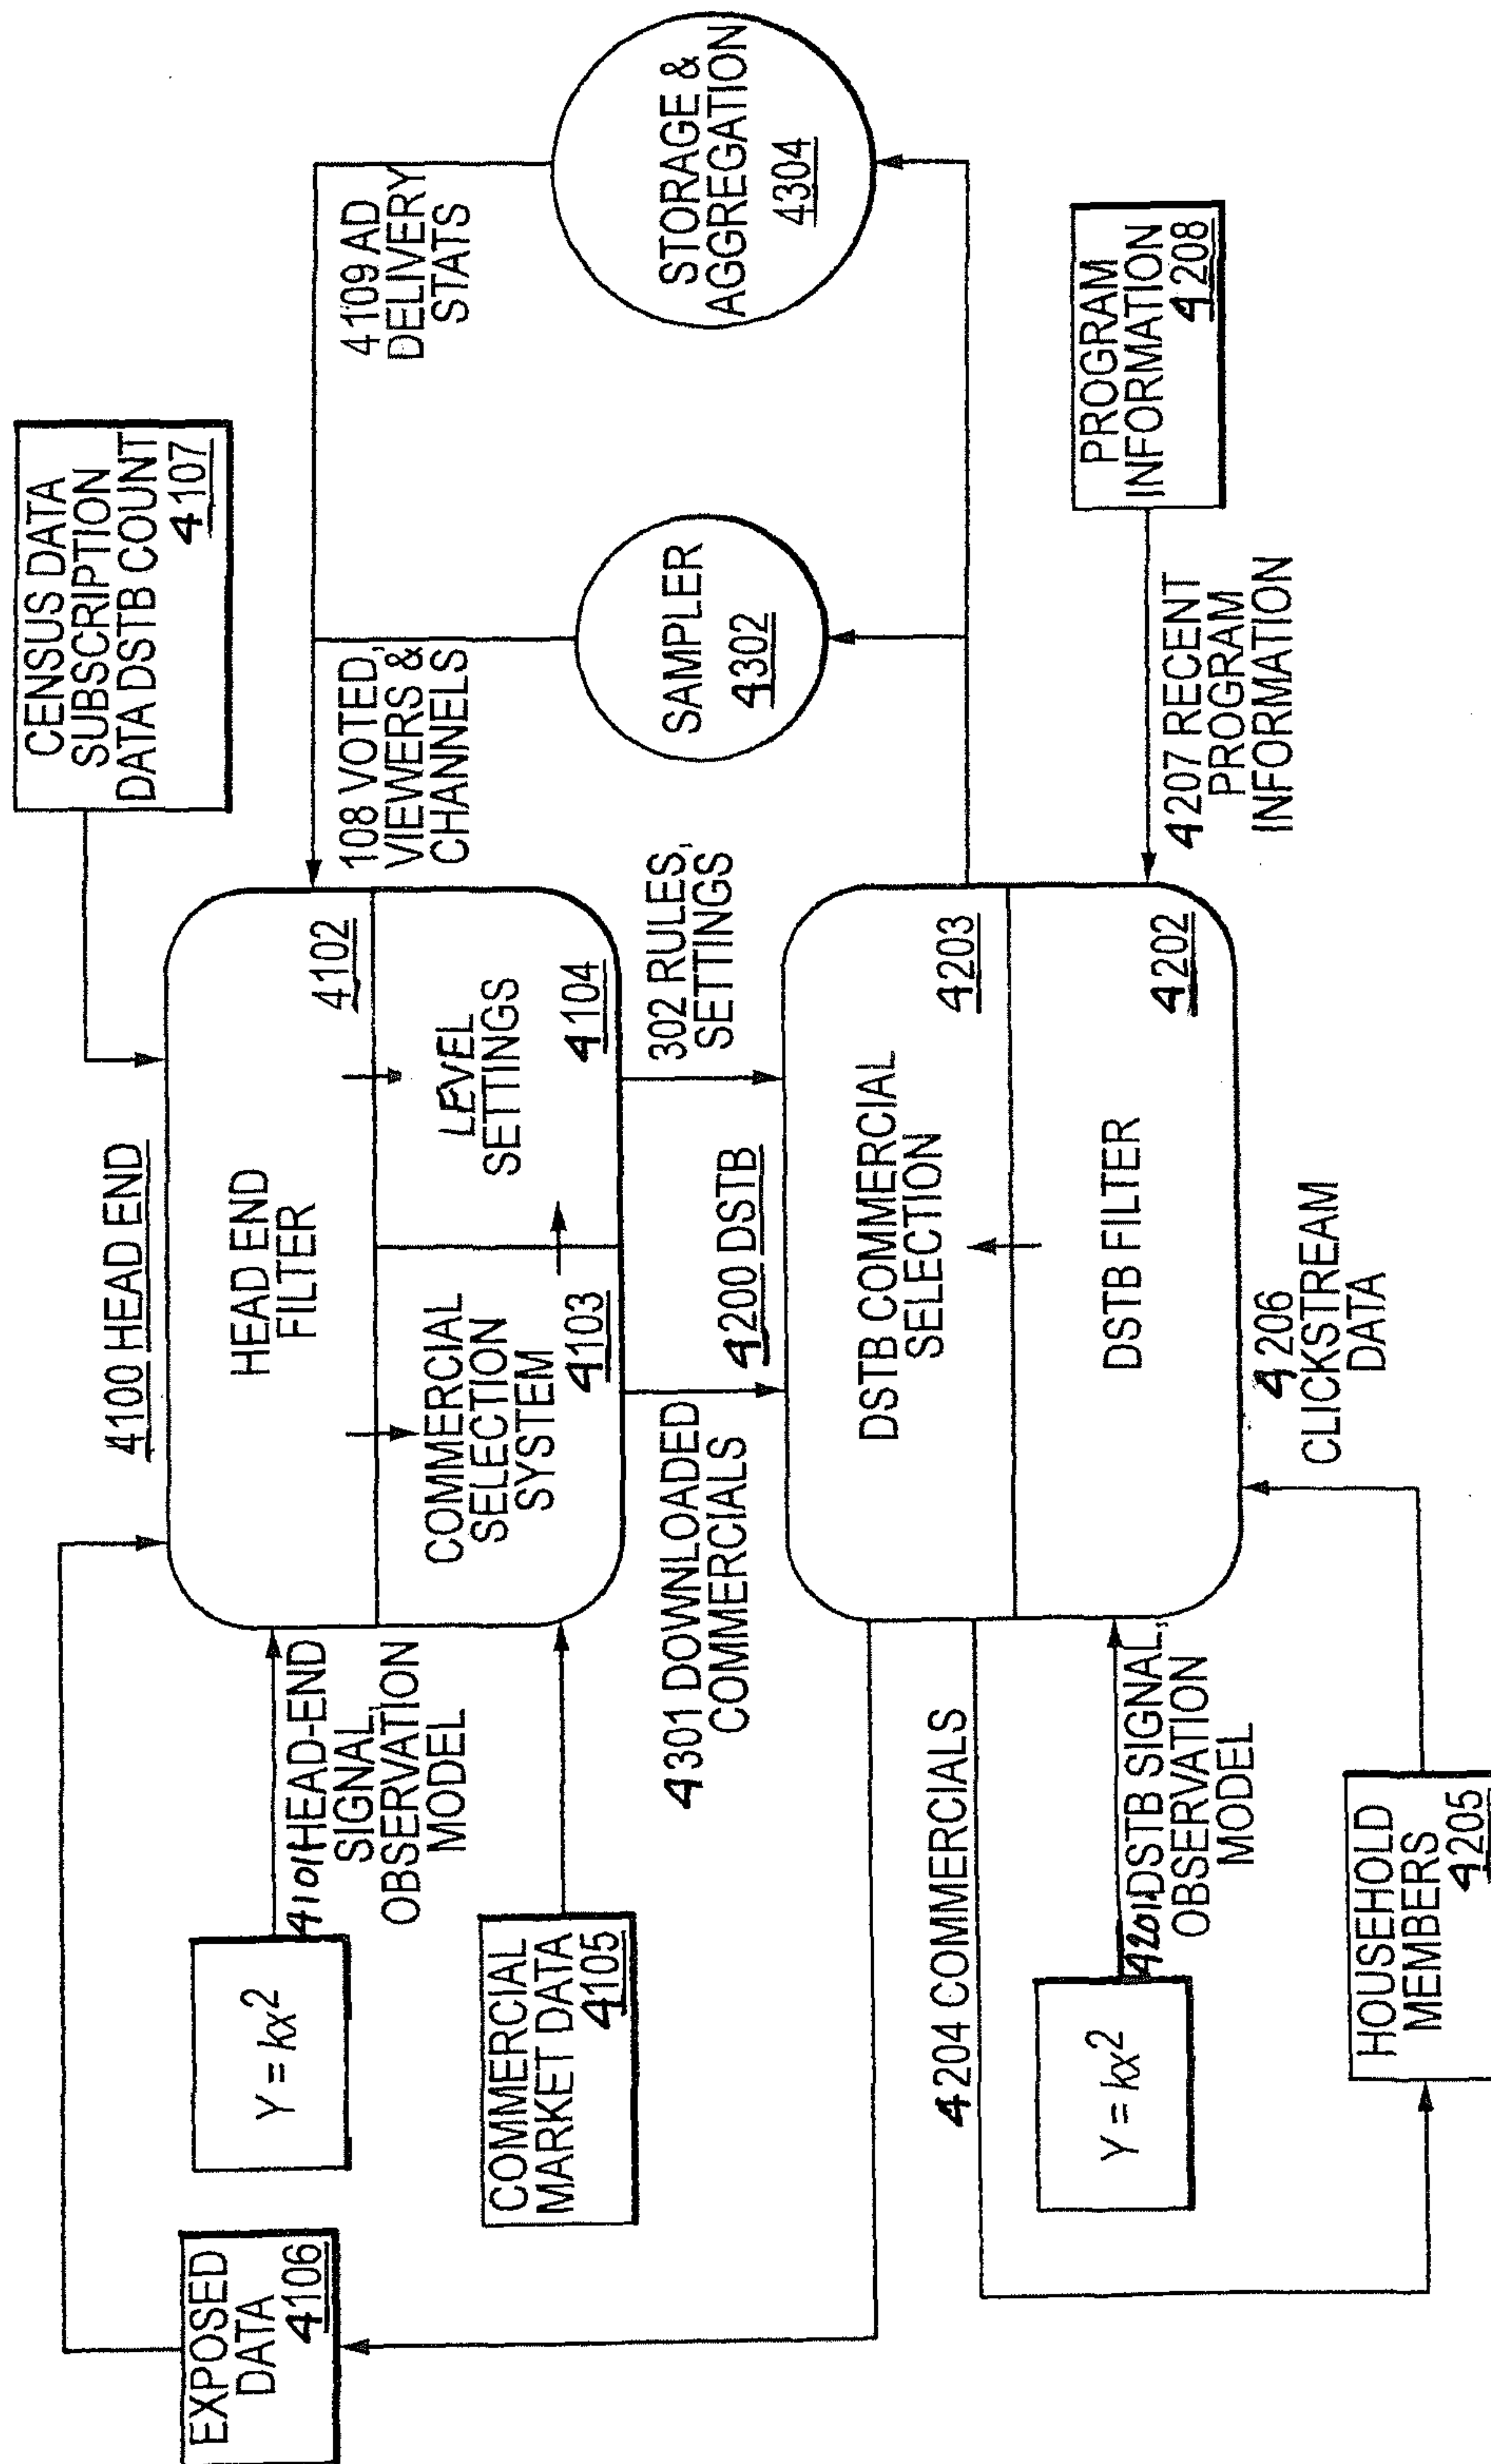 EXPOSED
DATA
4106
Y = kx2
4101 HEAD-END
SIGNAL,
OBSERVATION
MODEL
COMMERCIAL
MARKET DATA
4105
4100 HEAD END
HEAD END
FILTER
4102
COMMERCIAL
SELECTION
SYSTEM
4103
LEVEL
SETTINGS
4104
CENSUS DATA
SUBSCRIPTION
DATA DSTB COUNT
4107
108 VOTED,
VIEWERS &
CHANNELS
4109 AD
DELIVERY
STATS
SAMPLER
4302
STORAGE &
AGGREGATION
4304
4301 DOWNLOADED
COMMERCIALS
302 RULES,
SETTINGS
4200 DSTB
DSTB COMMERCIAL
SELECTION
4203
DSTB FILTER
4202
4204 COMMERCIALS
Y = kx2
4201 DSTB SIGNAL,
OBSERVATION
MODEL
HOUSEHOLD
MEMBERS
4205
4206
CLICKSTREAM
DATA
4207 RECENT
PROGRAM
INFORMATION
PROGRAM
INFORMATION
4208